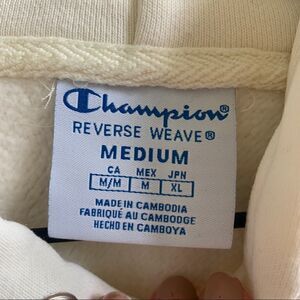 Champion®
REVERSE WEAVE®
MEDIUM
CA MEX JPN
M/M M XL
MADE IN CAMBODIA
FABRIQUÉ AU CAMBODGE
HECHO EN CAMBOYA